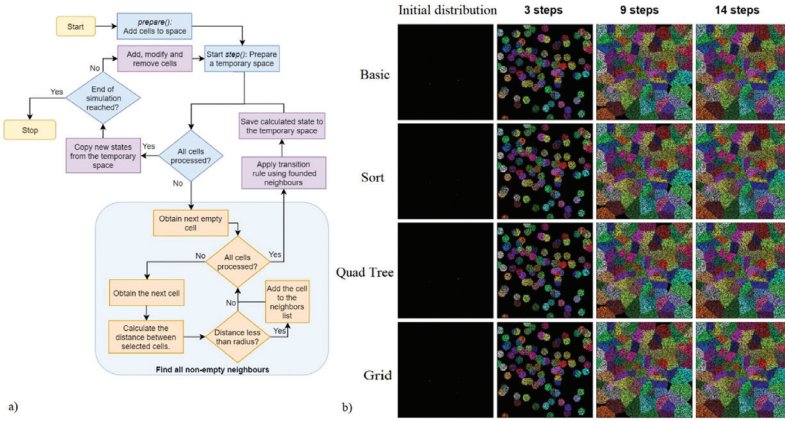 Start
prepare():
Add cells to space
Add, modify and
remove cells
Start step(): Prepare
a temporary space
No
Yes
End of
simulation
reached?
Stop
Save calculated state to
the temporary space
Copy new states
from the temporary
space
Yes
All cells
processed?
Apply transition
rule using founded
neighbours
No
Obtain next empty
cell
No
All cells
processed?
Yes
Obtain the next cell
No
Add the cell
to the
neighbors
list
Calculate the
distance between
selected cells.
Distance less
than radius?
Yes
Find all non-empty neighbours
a)
Initial distribution
3 steps
9 steps
14 steps
Basic
Sort
Quad Tree
Grid
b)